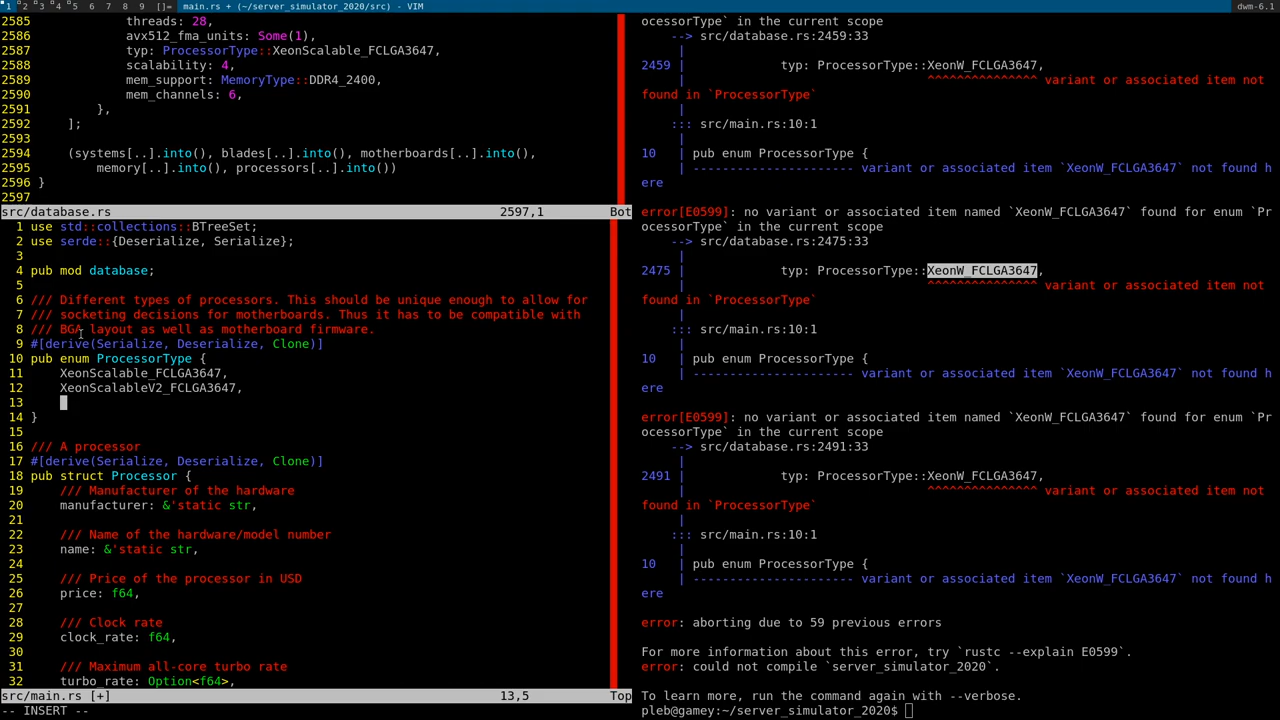 1 2 3 4 5 6 7 8 9 []= main.rs + (~/server_simulator_2020/src) - VIM dwm-6.1
2585 threads: 28,
2586 avx512_fma_units: Some(1),
2587 typ: ProcessorType::XeonScalable_FCLGA3647,
2588 scalability: 4,
2589 mem_support: MemoryType::DDR4_2400,
2590 mem_channels: 6,
2591 },
2592 ];
2593
2594 (systems[..].into(), blades[..].into(), motherboards[..].into(),
2595 memory[..].into(), processors[..].into())
2596 }
2597
src/database.rs 2597,1 Bot
1 use std::collections::BTreeSet;
2 use serde::{Deserialize, Serialize};
3
4 pub mod database;
5
6 /// Different types of processors. This should be unique enough to allow for
7 /// socketing decisions for motherboards. Thus it has to be compatible with
8 /// BGA layout as well as motherboard firmware.
9 #[derive(Serialize, Deserialize, Clone)]
10 pub enum ProcessorType {
11 XeonScalable_FCLGA3647,
12 XeonScalableV2_FCLGA3647,
13
14 }
15
16 /// A processor
17 #[derive(Serialize, Deserialize, Clone)]
18 pub struct Processor {
19 /// Manufacturer of the hardware
20 manufacturer: &'static str,
21
22 /// Name of the hardware/model number
23 name: &'static str,
24
25 /// Price of the processor in USD
26 price: f64,
27
28 /// Clock rate
29 clock_rate: f64,
30
31 /// Maximum all-core turbo rate
32 turbo_rate: Option<f64>,
src/main.rs [+] 13,5 Top
-- INSERT --
ocessorType` in the current scope
--> src/database.rs:2459:33
|
2459 | typ: ProcessorType::XeonW_FCLGA3647,
| ^^^^^^^^^^^^^^^ variant or associated item not
found in `ProcessorType`
|
::: src/main.rs:10:1
|
10 | pub enum ProcessorType {
| ---------------------- variant or associated item `XeonW_FCLGA3647` not found h
ere
error[E0599]: no variant or associated item named `XeonW_FCLGA3647` found for enum `Pr
ocessorType` in the current scope
--> src/database.rs:2475:33
|
2475 | typ: ProcessorType::XeonW_FCLGA3647,
| ^^^^^^^^^^^^^^^ variant or associated item not
found in `ProcessorType`
|
::: src/main.rs:10:1
|
10 | pub enum ProcessorType {
| ---------------------- variant or associated item `XeonW_FCLGA3647` not found h
ere
error[E0599]: no variant or associated item named `XeonW_FCLGA3647` found for enum `Pr
ocessorType` in the current scope
--> src/database.rs:2491:33
|
2491 | typ: ProcessorType::XeonW_FCLGA3647,
| ^^^^^^^^^^^^^^^ variant or associated item not
found in `ProcessorType`
|
::: src/main.rs:10:1
|
10 | pub enum ProcessorType {
| ---------------------- variant or associated item `XeonW_FCLGA3647` not found h
ere
error: aborting due to 59 previous errors
For more information about this error, try `rustc --explain E0599`.
error: could not compile `server_simulator_2020`.
To learn more, run the command again with --verbose.
pleb@gamey:~/server_simulator_2020$